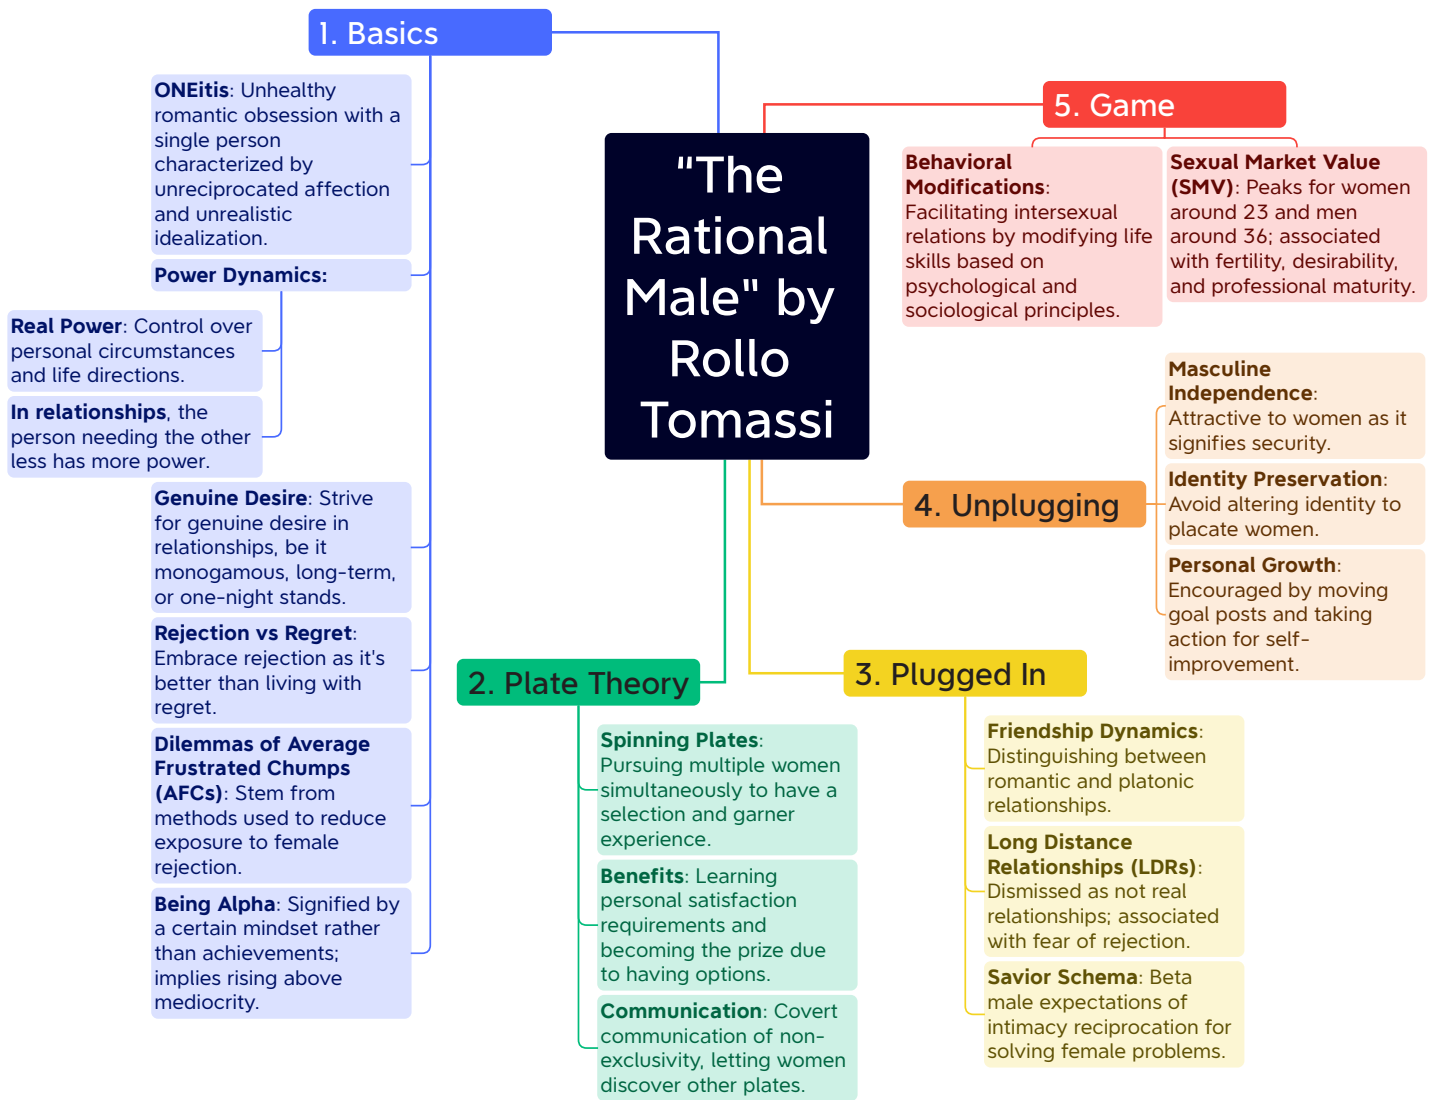 "The
Rational
Male" by
Rollo
Tomassi
1. Basics
ONEitis: Unhealthy
romantic obsession with a
single person
characterized by
unreciprocated affection
and unrealistic
idealization.
Power Dynamics:
Real Power: Control over
personal circumstances
and life directions.
In relationships, the
person needing the other
less has more power.
Genuine Desire: Strive
for genuine desire in
relationships, be it
monogamous, long-term,
or one-night stands.
Rejection vs Regret:
Embrace rejection as it's
better than living with
regret.
Dilemmas of Average
Frustrated Chumps
(AFCs): Stem from
methods used to reduce
exposure to female
rejection.
Being Alpha: Signified by
a certain mindset rather
than achievements;
implies rising above
mediocrity.
2. Plate Theory
Spinning Plates:
Pursuing multiple women
simultaneously to have a
selection and garner
experience.
Benefits: Learning
personal satisfaction
requirements and
becoming the prize due
to having options.
Communication: Covert
communication of non-
exclusivity, letting women
discover other plates.
3. Plugged In
Friendship Dynamics:
Distinguishing between
romantic and platonic
relationships.
Long Distance
Relationships (LDRs):
Dismissed as not real
relationships; associated
with fear of rejection.
Savior Schema: Beta
male expectations of
intimacy reciprocation for
solving female problems.
4. Unplugging
Masculine
Independence:
Attractive to women as it
signifies security.
Identity Preservation:
Avoid altering identity to
placate women.
Personal Growth:
Encouraged by moving
goal posts and taking
action for self-
improvement.
5. Game
Behavioral
Modifications:
Facilitating intersexual
relations by modifying life
skills based on
psychological and
sociological principles.
Sexual Market Value
(SMV): Peaks for women
around 23 and men
around 36; associated
with fertility, desirability,
and professional maturity.